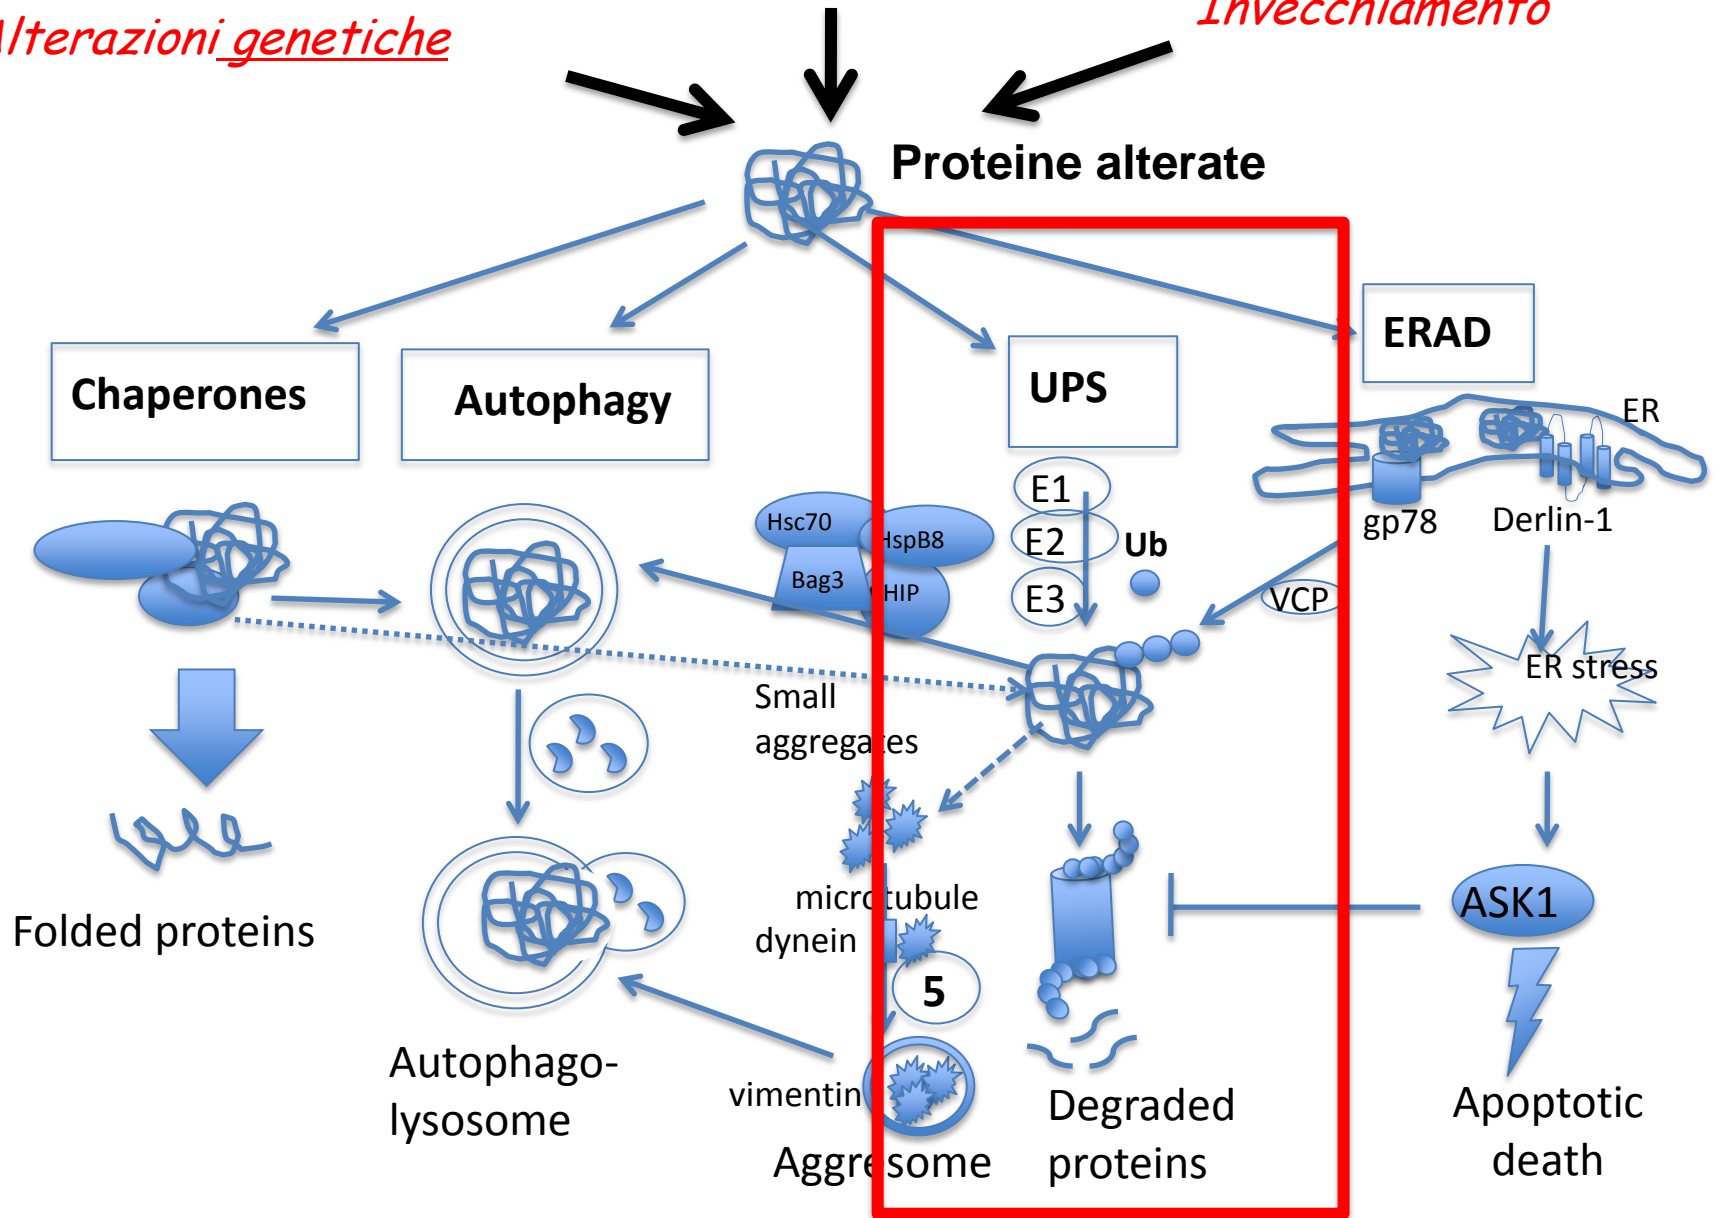 Alterazioni genetiche
Invecchiamento
Proteine alterate
Chaperones
Autophagy
UPS
ERAD
ER
gp78
Derlin-1
E1
E2
E3
Ub
VCP
Hsc70
HspB8
Bag3
HIP
ER stress
Small
aggregates
microtubule
dynein
5
ASK1
Folded proteins
Autophago-
lysosome
vimentin
Aggresome
Degraded
proteins
Apoptotic
death